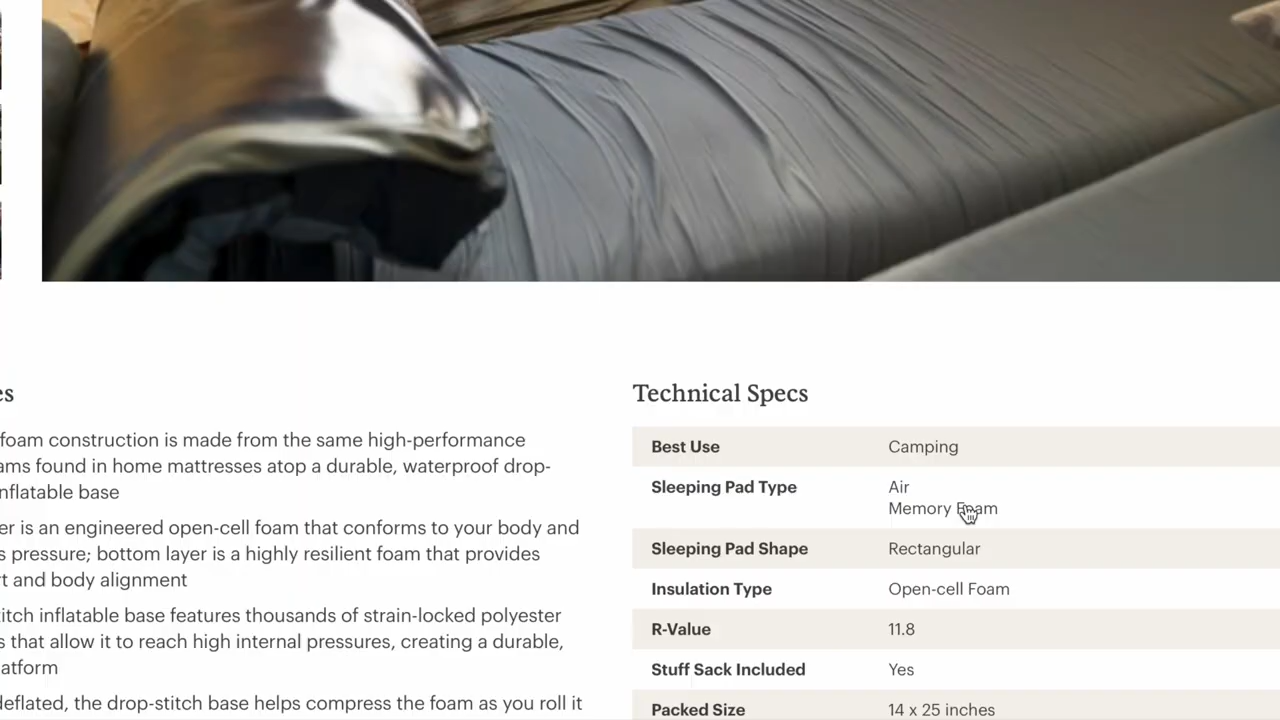 es
foam construction is made from the same high-performance
ams found in home mattresses atop a durable, waterproof drop-
nflatable base
er is an engineered open-cell foam that conforms to your body and
s pressure; bottom layer is a highly resilient foam that provides
rt and body alignment
itch inflatable base features thousands of strain-locked polyester
s that allow it to reach high internal pressures, creating a durable,
atform
deflated, the drop-stitch base helps compress the foam as you roll it
Technical Specs
Best Use Camping
Sleeping Pad Type Air
Memory Foam
Sleeping Pad Shape Rectangular
Insulation Type Open-cell Foam
R-Value 11.8
Stuff Sack Included Yes
Packed Size 14 x 25 inches